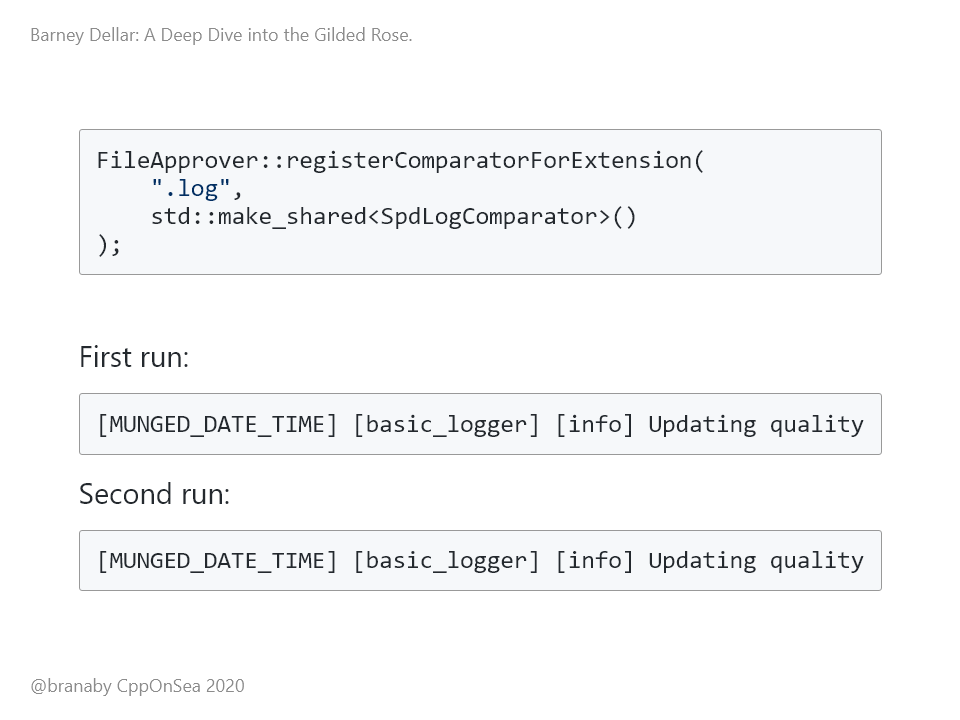 Barney Dellar: A Deep Dive into the Gilded Rose.
FileApprover::registerComparatorForExtension(
    ".log",
    std::make_shared<SpdLogComparator>()
);
First run:
[MUNGED_DATE_TIME] [basic_logger] [info] Updating quality
Second run:
[MUNGED_DATE_TIME] [basic_logger] [info] Updating quality
@branaby CppOnSea 2020